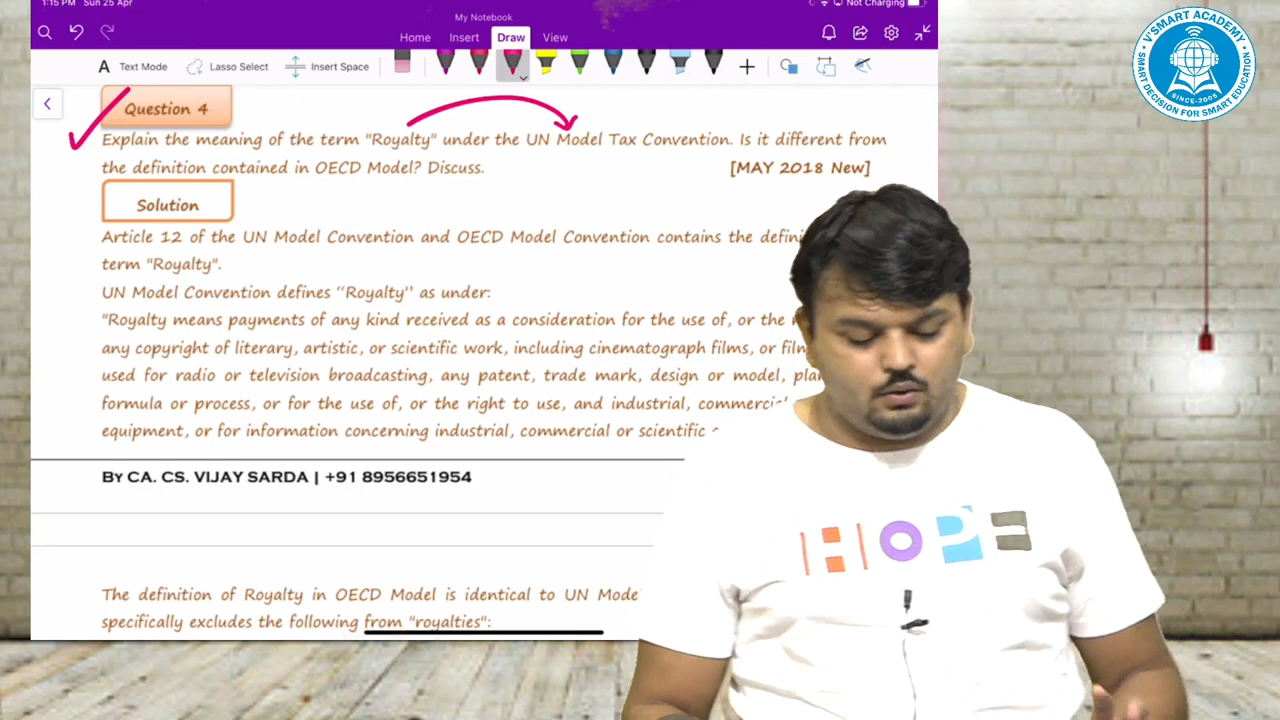 1:15 PM Sun 25 Apr
Not Charging
My Notebook
Home Insert Draw View
Text Mode Lasso Select Insert Space
Question 4
Explain the meaning of the term "Royalty" under the UN Model Tax Convention. Is it different from
the definition contained in OECD Model? Discuss. [MAY 2018 New]
Solution
Article 12 of the UN Model Convention and OECD Model Convention contains the
term "Royalty".
UN Model Convention defines "Royalty" as under:
"Royalty means payments of any kind received as a consideration for the use of, or the
any copyright of literary, artistic, or scientific work, including cinematograph films, or
used for radio or television broadcasting, any patent, trade mark, design or model,
formula or process, or for the use of, or the right to use, and industrial,
equipment, or for information concerning industrial, commercial or scientific
BY CA. CS. VIJAY SARDA | +91 8956651954
The definition of Royalty in OECD Model is identical to UN
specifically excludes the following from "royalties":
V'SMART ACADEMY
SINCE-2005
SMART DECISION FOR SMART EDUCATION
HOPE